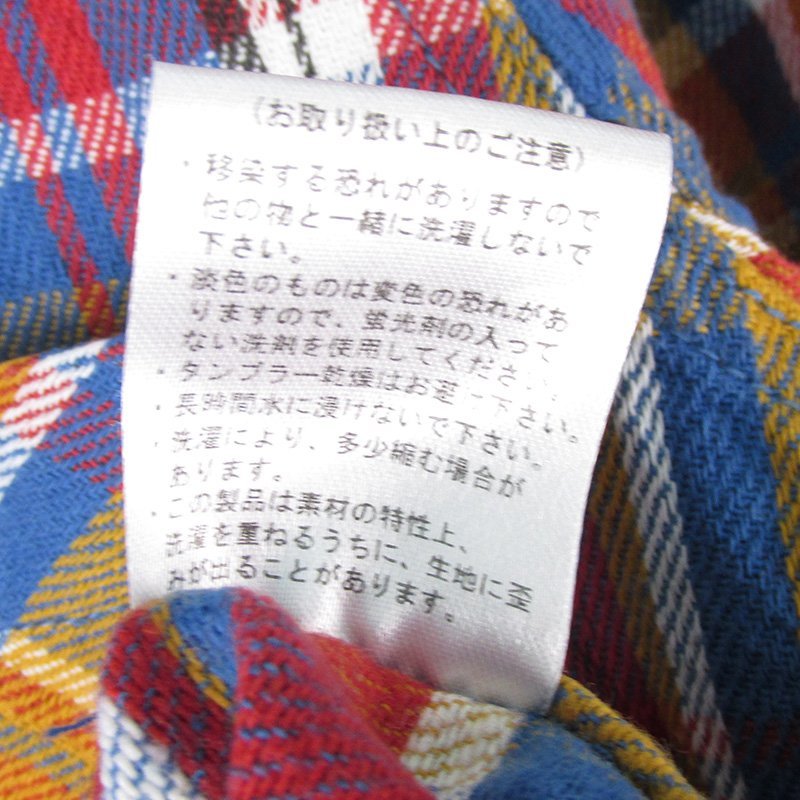 (お取り扱い上のご注意)
・移染する恐れがありますので
他の物と一緒に洗濯しないで
下さい。
・淡色のものは変色の恐れがあ
りますので、蛍光剤の入って
ない洗剤を使用してください。
・タンブラー乾燥はお避け下さい。
・長時間水に浸けないで下さい。
・洗濯により、多少縮む場合が
あります。
・この製品は素材の特性上、
洗濯を重ねるうちに、生地に歪
みが出ることがあります。